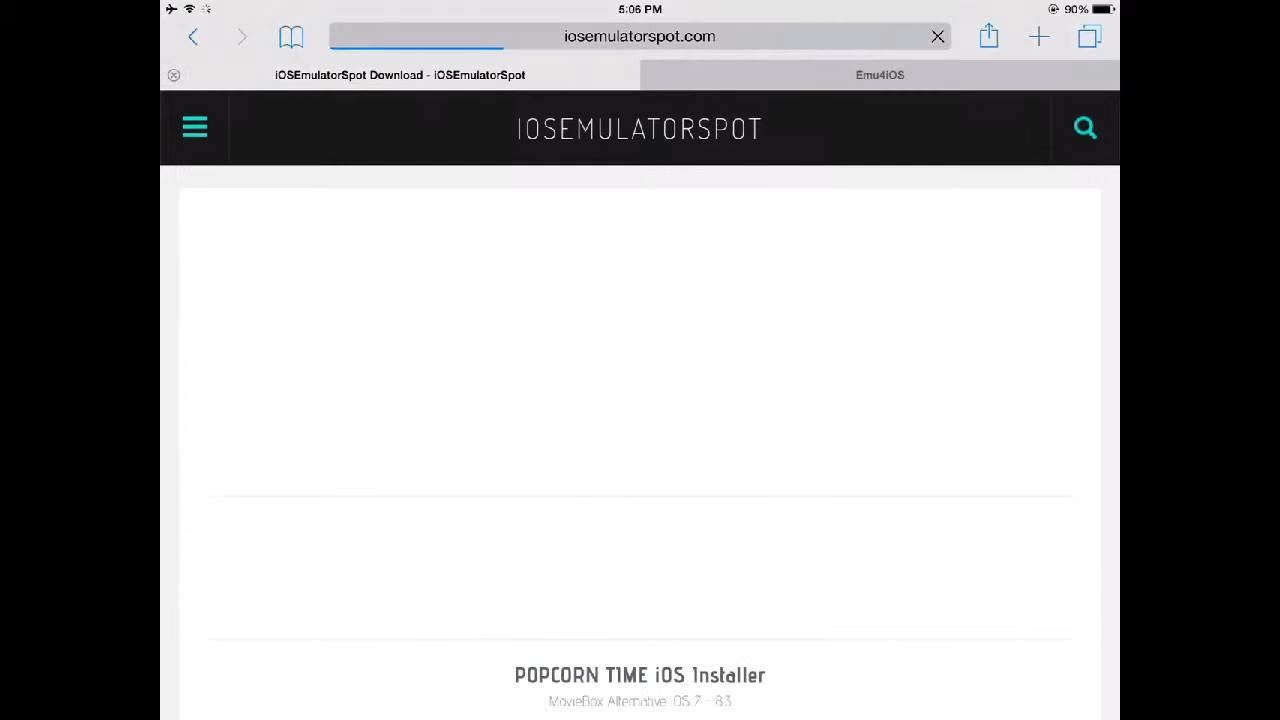 5:06 PM
90%
iosemulatorspot.com
iOSEmulatorSpot Download - iOSEmulatorSpot
Emu4iOS
IOSEMULATORSPOT
POPCORN TIME iOS Installer
MovieBox Alternative iOS 7 - 8.3